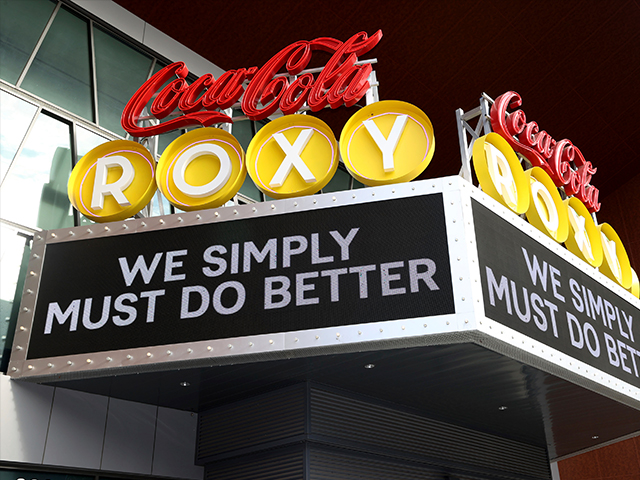 Coca-Cola
ROXY
WE SIMPLY
MUST DO BETTER
Coca-Cola
ROXY
WE SIMPLY
MUST DO BET